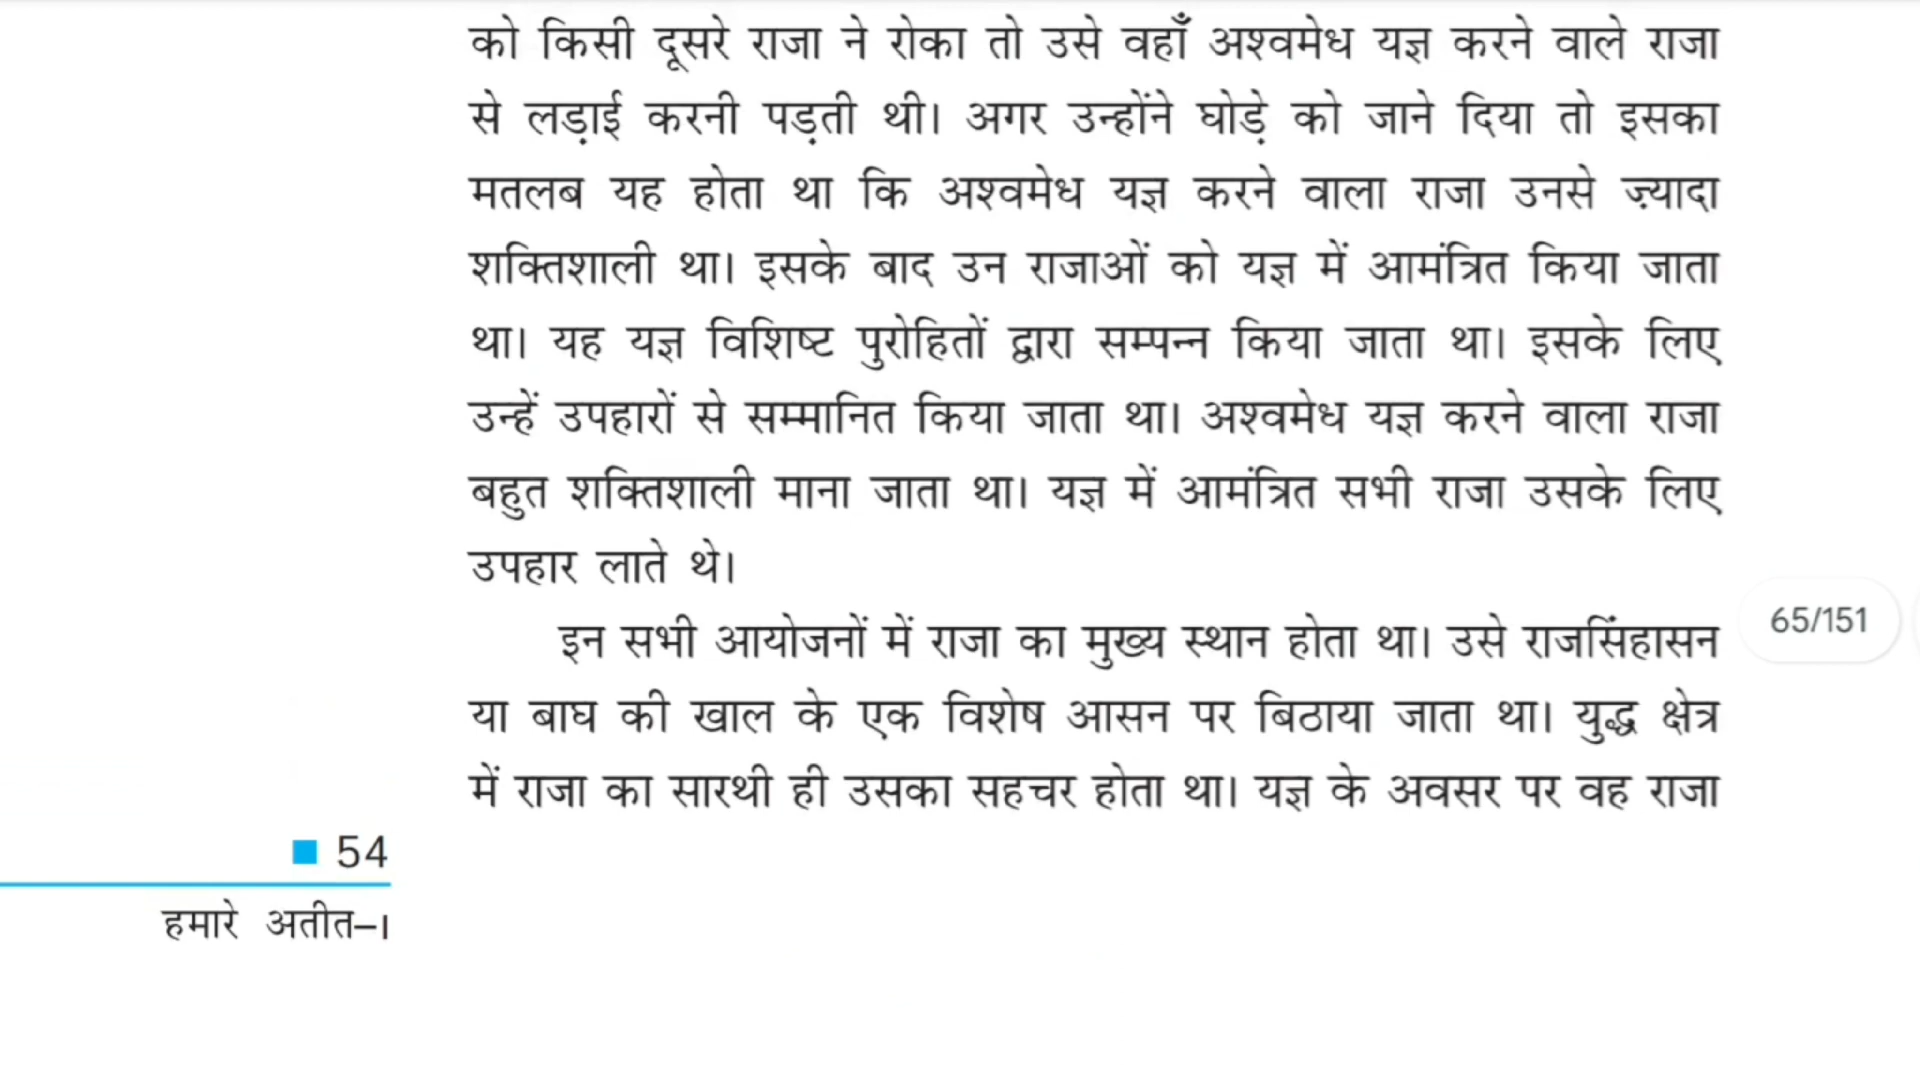 को किसी दूसरे राजा ने रोका तो उसे वहाँ अश्वमेध यज्ञ करने वाले राजा
से लड़ाई करनी पड़ती थी। अगर उन्होंने घोड़े को जाने दिया तो इसका
मतलब यह होता था कि अश्वमेध यज्ञ करने वाला राजा उनसे ज़्यादा
शक्तिशाली था। इसके बाद उन राजाओं को यज्ञ में आमंत्रित किया जाता
था। यह यज्ञ विशिष्ट पुरोहितों द्वारा सम्पन्न किया जाता था। इसके लिए
उन्हें उपहारों से सम्मानित किया जाता था। अश्वमेध यज्ञ करने वाला राजा
बहुत शक्तिशाली माना जाता था। यज्ञ में आमंत्रित सभी राजा उसके लिए
उपहार लाते थे।
इन सभी आयोजनों में राजा का मुख्य स्थान होता था। उसे राजसिंहासन
या बाघ की खाल के एक विशेष आसन पर बिठाया जाता था। युद्ध क्षेत्र
में राजा का सारथी ही उसका सहचर होता था। यज्ञ के अवसर पर वह राजा
65/151
■ 54
हमारे अतीत–I